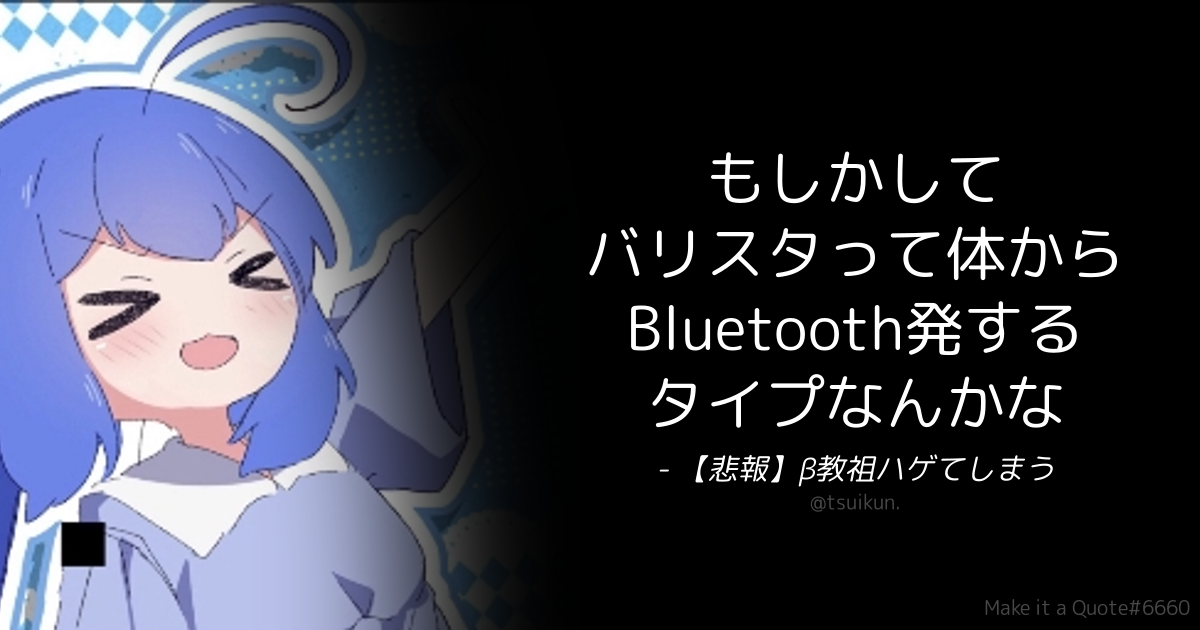 もしかして
バリスタって体から
Bluetooth発する
タイプなんかな
- 【悲報】β教祖ハゲてしまう
@tsuikun.
Make it a Quote#6660